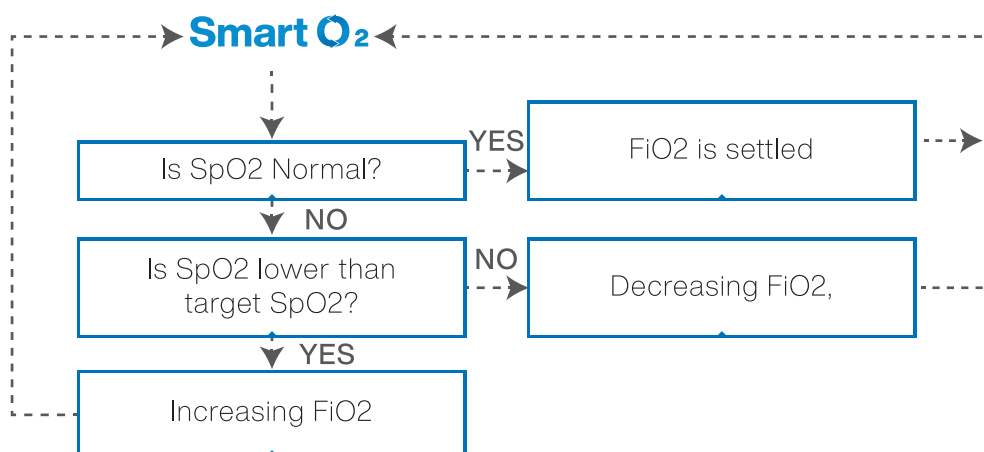 Smart O2
YES
Is SpO2 Normal?
FiO2 is settled
NO
Is SpO2 lower than
target SpO2?
NO
Decreasing FiO2,
YES
Increasing FiO2